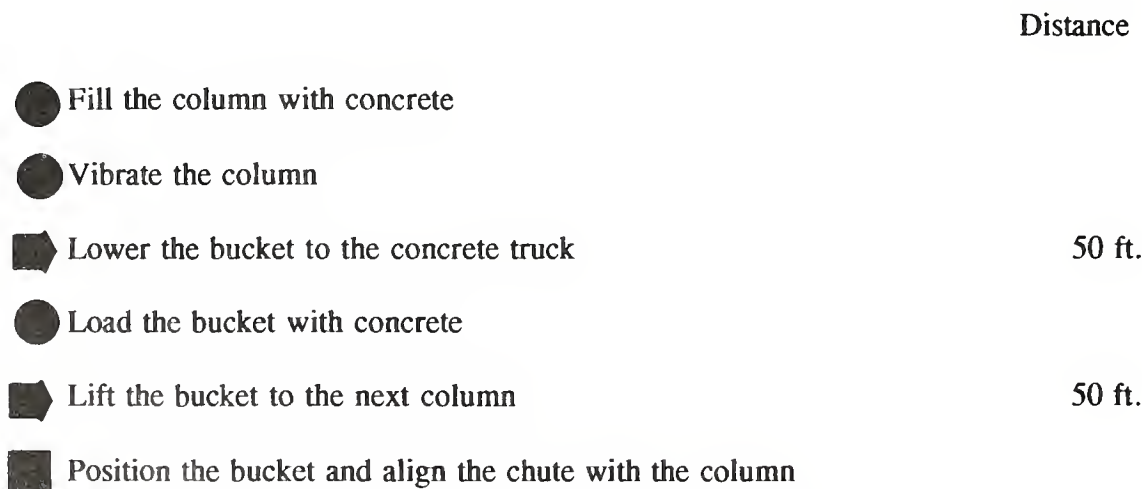 Distance
Fill the column with concrete
Vibrate the column
Lower the bucket to the concrete truck 50 ft.
Load the bucket with concrete
Lift the bucket to the next column 50 ft.
Position the bucket and align the chute with the column